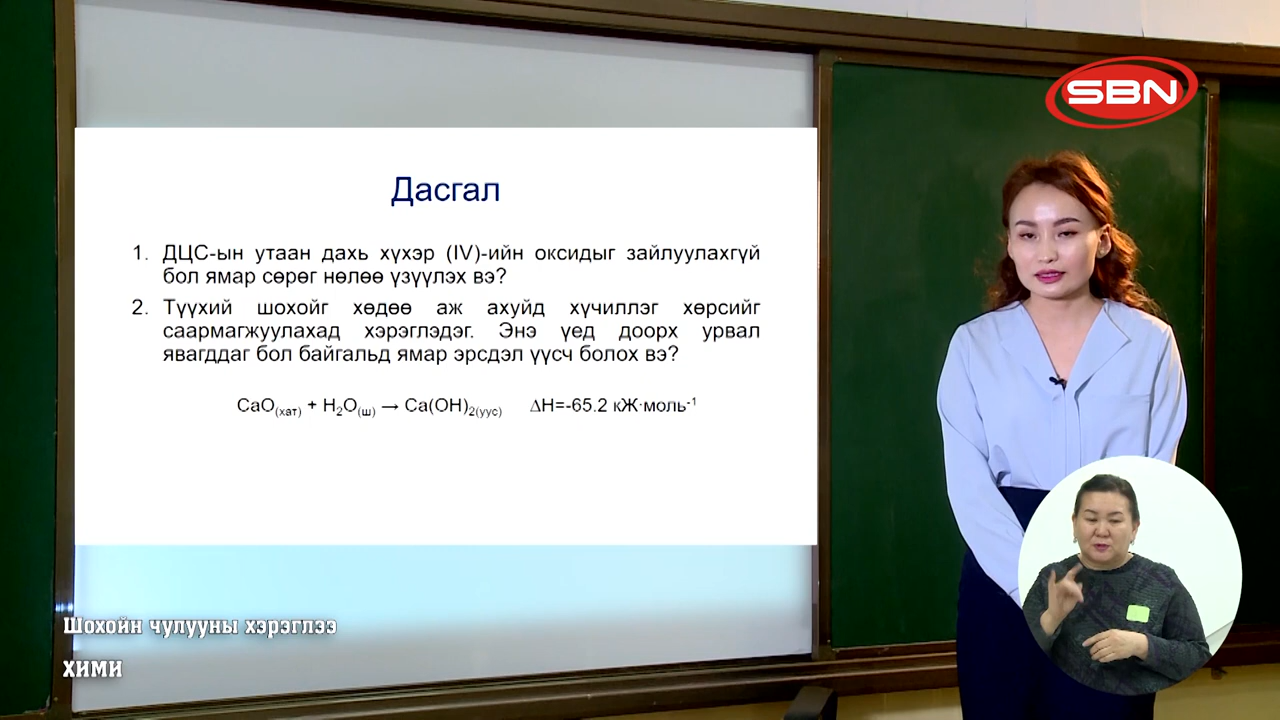 SBN
Дасгал
1. ДЦС-ын утаан дахь хүхэр (IV)-ийн оксидыг зайлуулахгүй
бол ямар сөрөг нөлөө үзүүлэх вэ?
2. Түүхий шохойг хөдөө аж ахуйд хүчиллэг хөрсийг
саармагжуулахад хэрэглэдэг. Энэ үед доорх урвал
явагддаг бол байгальд ямар эрсдэл үүсч болох вэ?
CaO(хат) + H2O(ш) → Ca(OH)2(уус) ΔH=-65.2 кЖ·моль-1
Шохойн чулууны хэрэглээ
ХИМИ